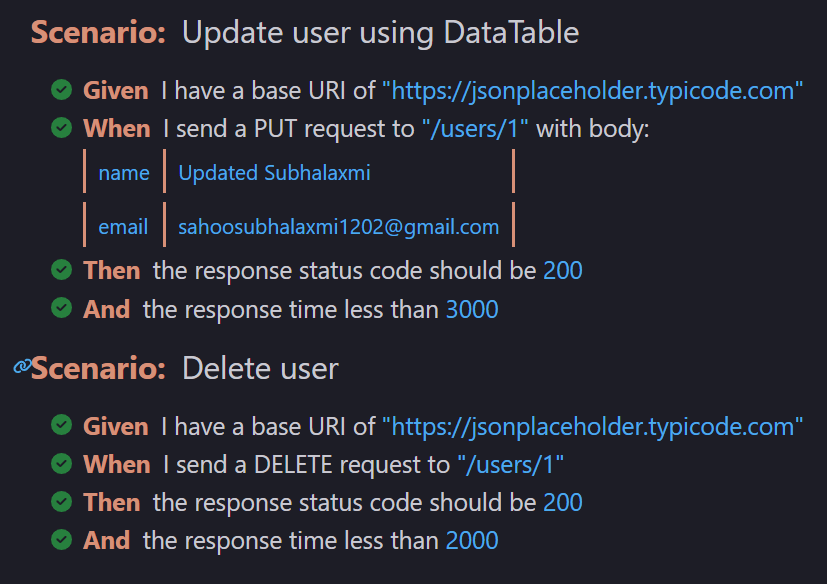 Scenario: Update user using DataTable
Given I have a base URI of "https://jsonplaceholder.typicode.com"
When I send a PUT request to "/users/1" with body:
name Updated Subhalaxmi
email sahoosubhalaxmi1202@gmail.com
Then the response status code should be 200
And the response time less than 3000
Scenario: Delete user
Given I have a base URI of "https://jsonplaceholder.typicode.com"
When I send a DELETE request to "/users/1"
Then the response status code should be 200
And the response time less than 2000